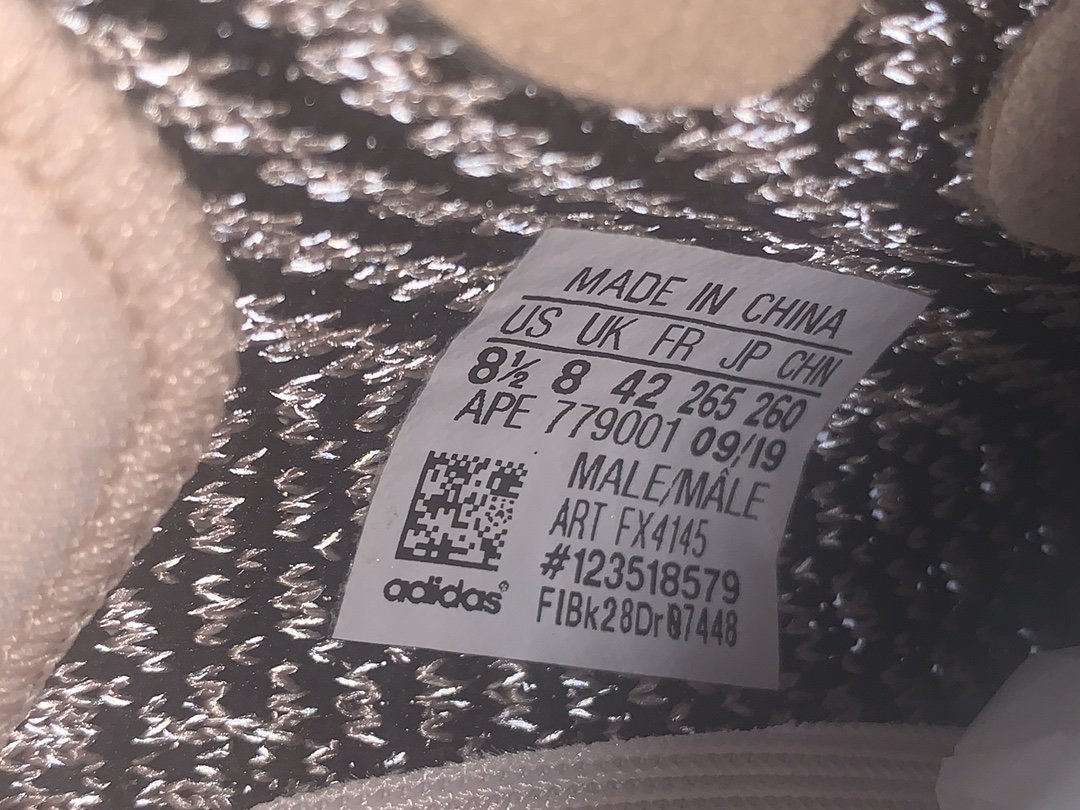 MADE IN CHINA
US UK FR JP CHN
8½ 8 42 265 260
APE 779001 09/19
MALE/MÂLE
ART FX4145
#123518579
FIBk28Dr07448
adidas®